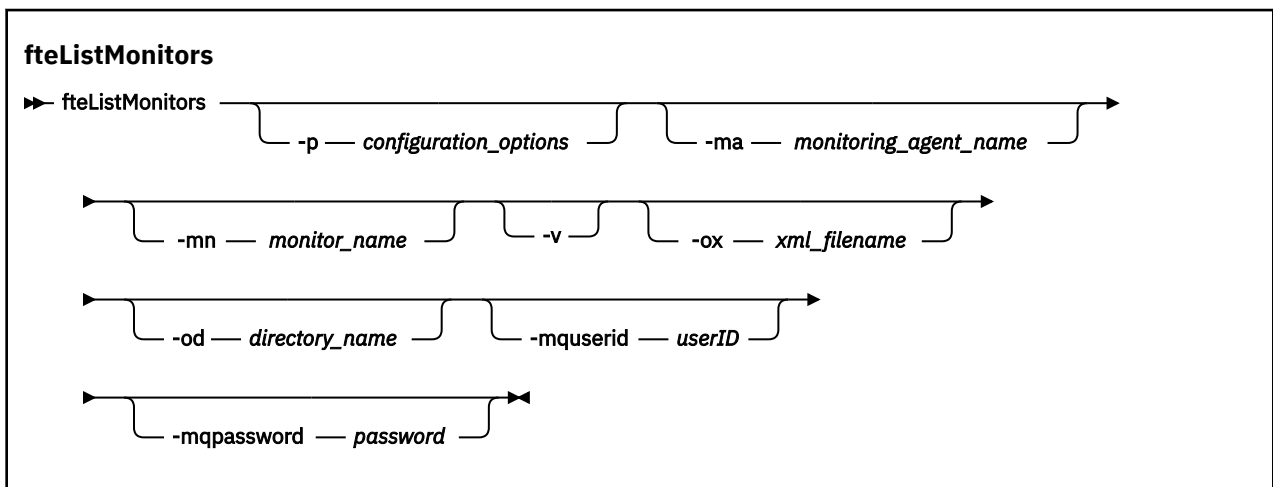 fteListMonitors
fteListMonitors
-p configuration_options -ma monitoring_agent_name
-mn monitor_name -v -ox xml_filename
-od directory_name -mquserid userID
-mqpassword password